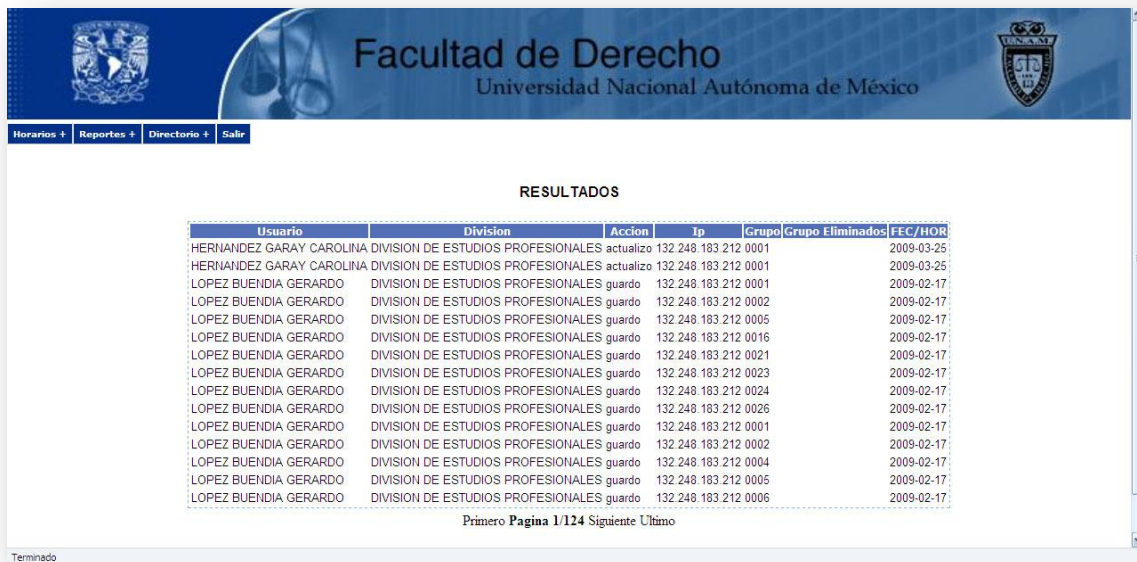 Facultad de Derecho
Universidad Nacional Autónoma de México
U.N.A.M.
Horarios + Reportes + Directorio + Salir
RESULTADOS
Usuario Division Accion Ip Grupo Grupo Eliminados FEC/HOR
HERNANDEZ GARAY CAROLINA DIVISION DE ESTUDIOS PROFESIONALES actualizo 132.248.183.212 0001 2009-03-25
HERNANDEZ GARAY CAROLINA DIVISION DE ESTUDIOS PROFESIONALES actualizo 132.248.183.212 0001 2009-03-25
LOPEZ BUENDIA GERARDO DIVISION DE ESTUDIOS PROFESIONALES guardo 132.248.183.212 0001 2009-02-17
LOPEZ BUENDIA GERARDO DIVISION DE ESTUDIOS PROFESIONALES guardo 132.248.183.212 0002 2009-02-17
LOPEZ BUENDIA GERARDO DIVISION DE ESTUDIOS PROFESIONALES guardo 132.248.183.212 0005 2009-02-17
LOPEZ BUENDIA GERARDO DIVISION DE ESTUDIOS PROFESIONALES guardo 132.248.183.212 0016 2009-02-17
LOPEZ BUENDIA GERARDO DIVISION DE ESTUDIOS PROFESIONALES guardo 132.248.183.212 0021 2009-02-17
LOPEZ BUENDIA GERARDO DIVISION DE ESTUDIOS PROFESIONALES guardo 132.248.183.212 0023 2009-02-17
LOPEZ BUENDIA GERARDO DIVISION DE ESTUDIOS PROFESIONALES guardo 132.248.183.212 0024 2009-02-17
LOPEZ BUENDIA GERARDO DIVISION DE ESTUDIOS PROFESIONALES guardo 132.248.183.212 0026 2009-02-17
LOPEZ BUENDIA GERARDO DIVISION DE ESTUDIOS PROFESIONALES guardo 132.248.183.212 0001 2009-02-17
LOPEZ BUENDIA GERARDO DIVISION DE ESTUDIOS PROFESIONALES guardo 132.248.183.212 0002 2009-02-17
LOPEZ BUENDIA GERARDO DIVISION DE ESTUDIOS PROFESIONALES guardo 132.248.183.212 0004 2009-02-17
LOPEZ BUENDIA GERARDO DIVISION DE ESTUDIOS PROFESIONALES guardo 132.248.183.212 0005 2009-02-17
LOPEZ BUENDIA GERARDO DIVISION DE ESTUDIOS PROFESIONALES guardo 132.248.183.212 0006 2009-02-17
Primero Pagina 1/124 Siguiente Ultimo
Terminado